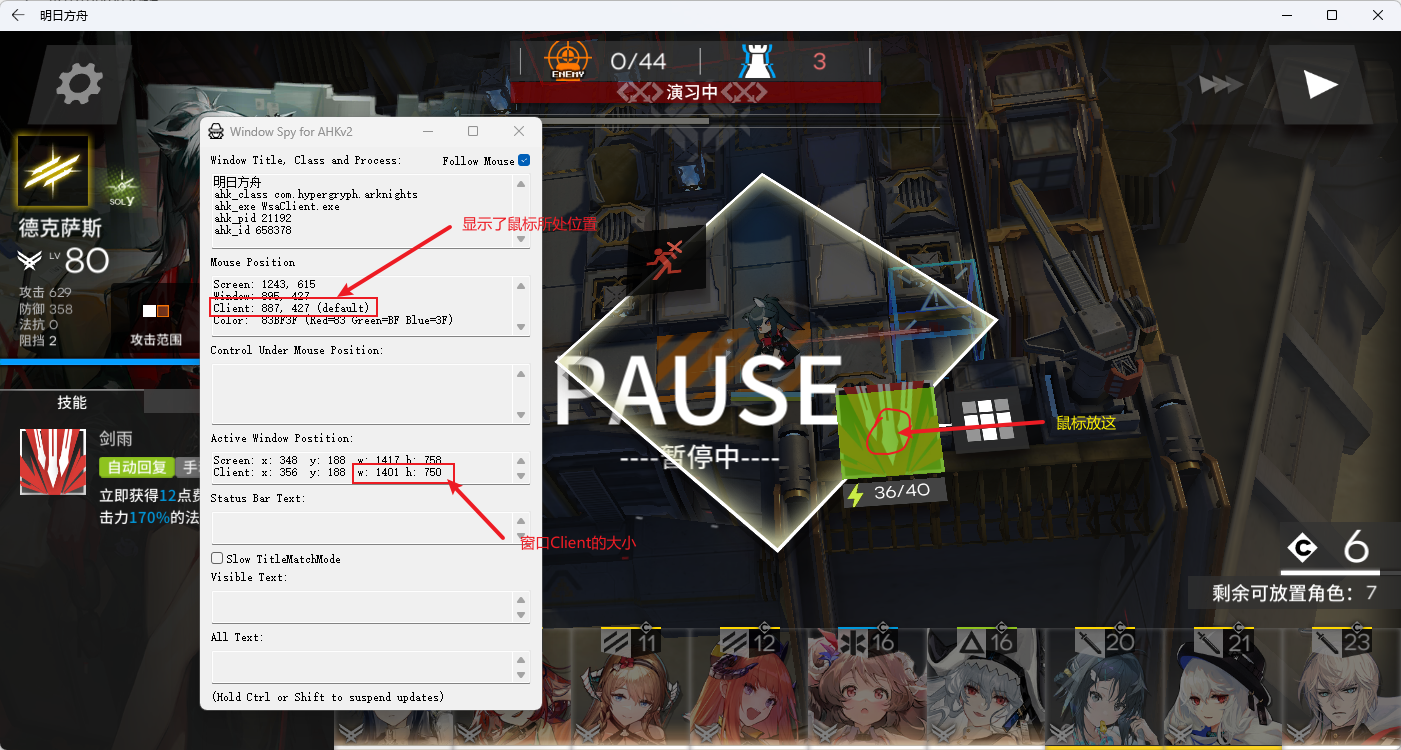 明日方舟
0/44
3
ENEMY
演习中
SOLY
德克萨斯
LV 80
攻击 629
防御 358
法抗 0
阻挡 2
攻击范围
技能
剑雨
自动回复
手
立即获得12点费
击力170%的法
Window Spy for AHKv2
Window Title, Class and Process:
Follow Mouse
明日方舟
ahk_class com.hypergryph.arknights
ahk_exe WsaClient.exe
ahk_pid 21192
ahk_id 658378
显示了鼠标所处位置
Mouse Position
Screen: 1243, 615
Window: 895, 427
Client: 887, 427 (default)
Color: 83BF3F (Red=83 Green=BF Blue=3F)
Control Under Mouse Position:
Active Window Postition:
Screen: x: 348 y: 188 w: 1417 h: 758
Client: x: 356 y: 188 w: 1401 h: 750
Status Bar Text:
窗口Client的大小
Slow TitleMatchMode
Visible Text:
All Text:
(Hold Ctrl or Shift to suspend updates)
PAUSE
----暂停中----
鼠标放这
36/40
C 6
剩余可放置角色：7
C 11
C 12
C 16
C 16
C 20
C 21
C 23